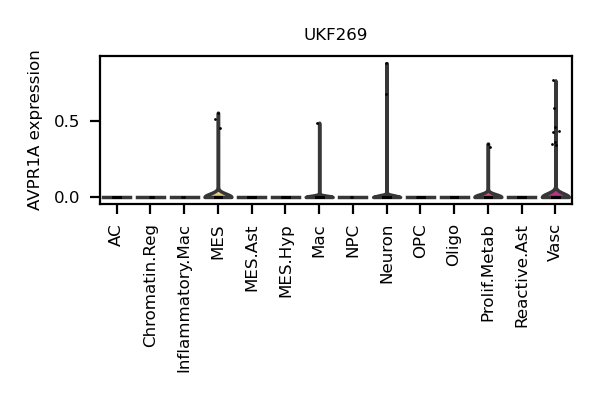 UKF269
AVPR1A expression
0.5
0.0
AC
Chromatin.Reg
Inflammatory.Mac
MES
MES.Ast
MES.Hyp
Mac
NPC
Neuron
OPC
Oligo
Prolif.Metab
Reactive.Ast
Vasc